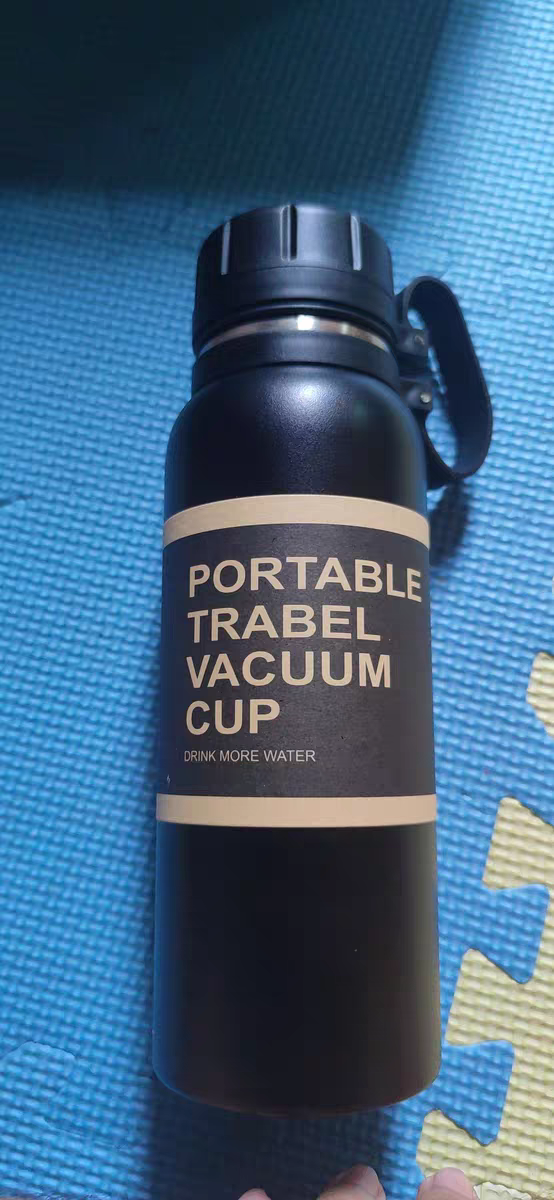 PORTABLE
TRABEL
VACUUM
CUP
DRINK MORE WATER